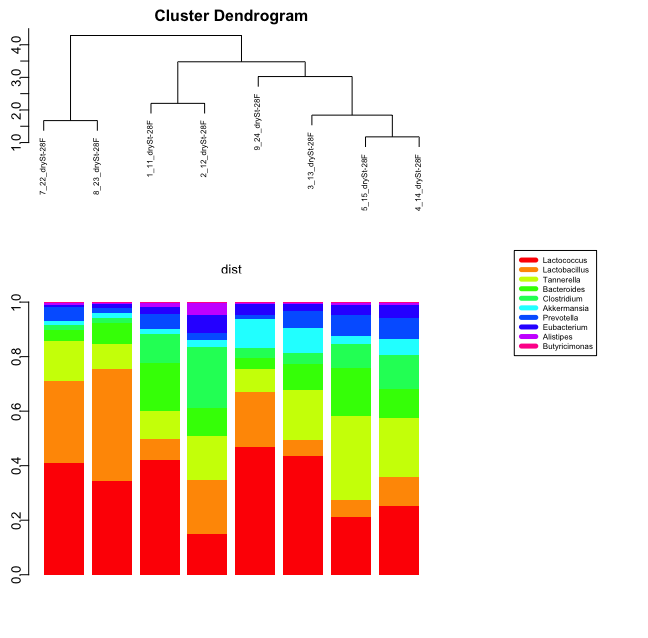 Cluster Dendrogram
4.0
3.0
2.0
1.0
7_22_drySt-28F
8_23_drySt-28F
1_11_drySt-28F
2_12_drySt-28F
9_24_drySt-28F
3_13_drySt-28F
5_15_drySt-28F
4_14_drySt-28F
dist
1.0
0.8
0.6
0.4
0.2
0.0
Lactococcus
Lactobacillus
Tannerella
Bacteroides
Clostridium
Akkermansia
Prevotella
Eubacterium
Alistipes
Butyricimonas